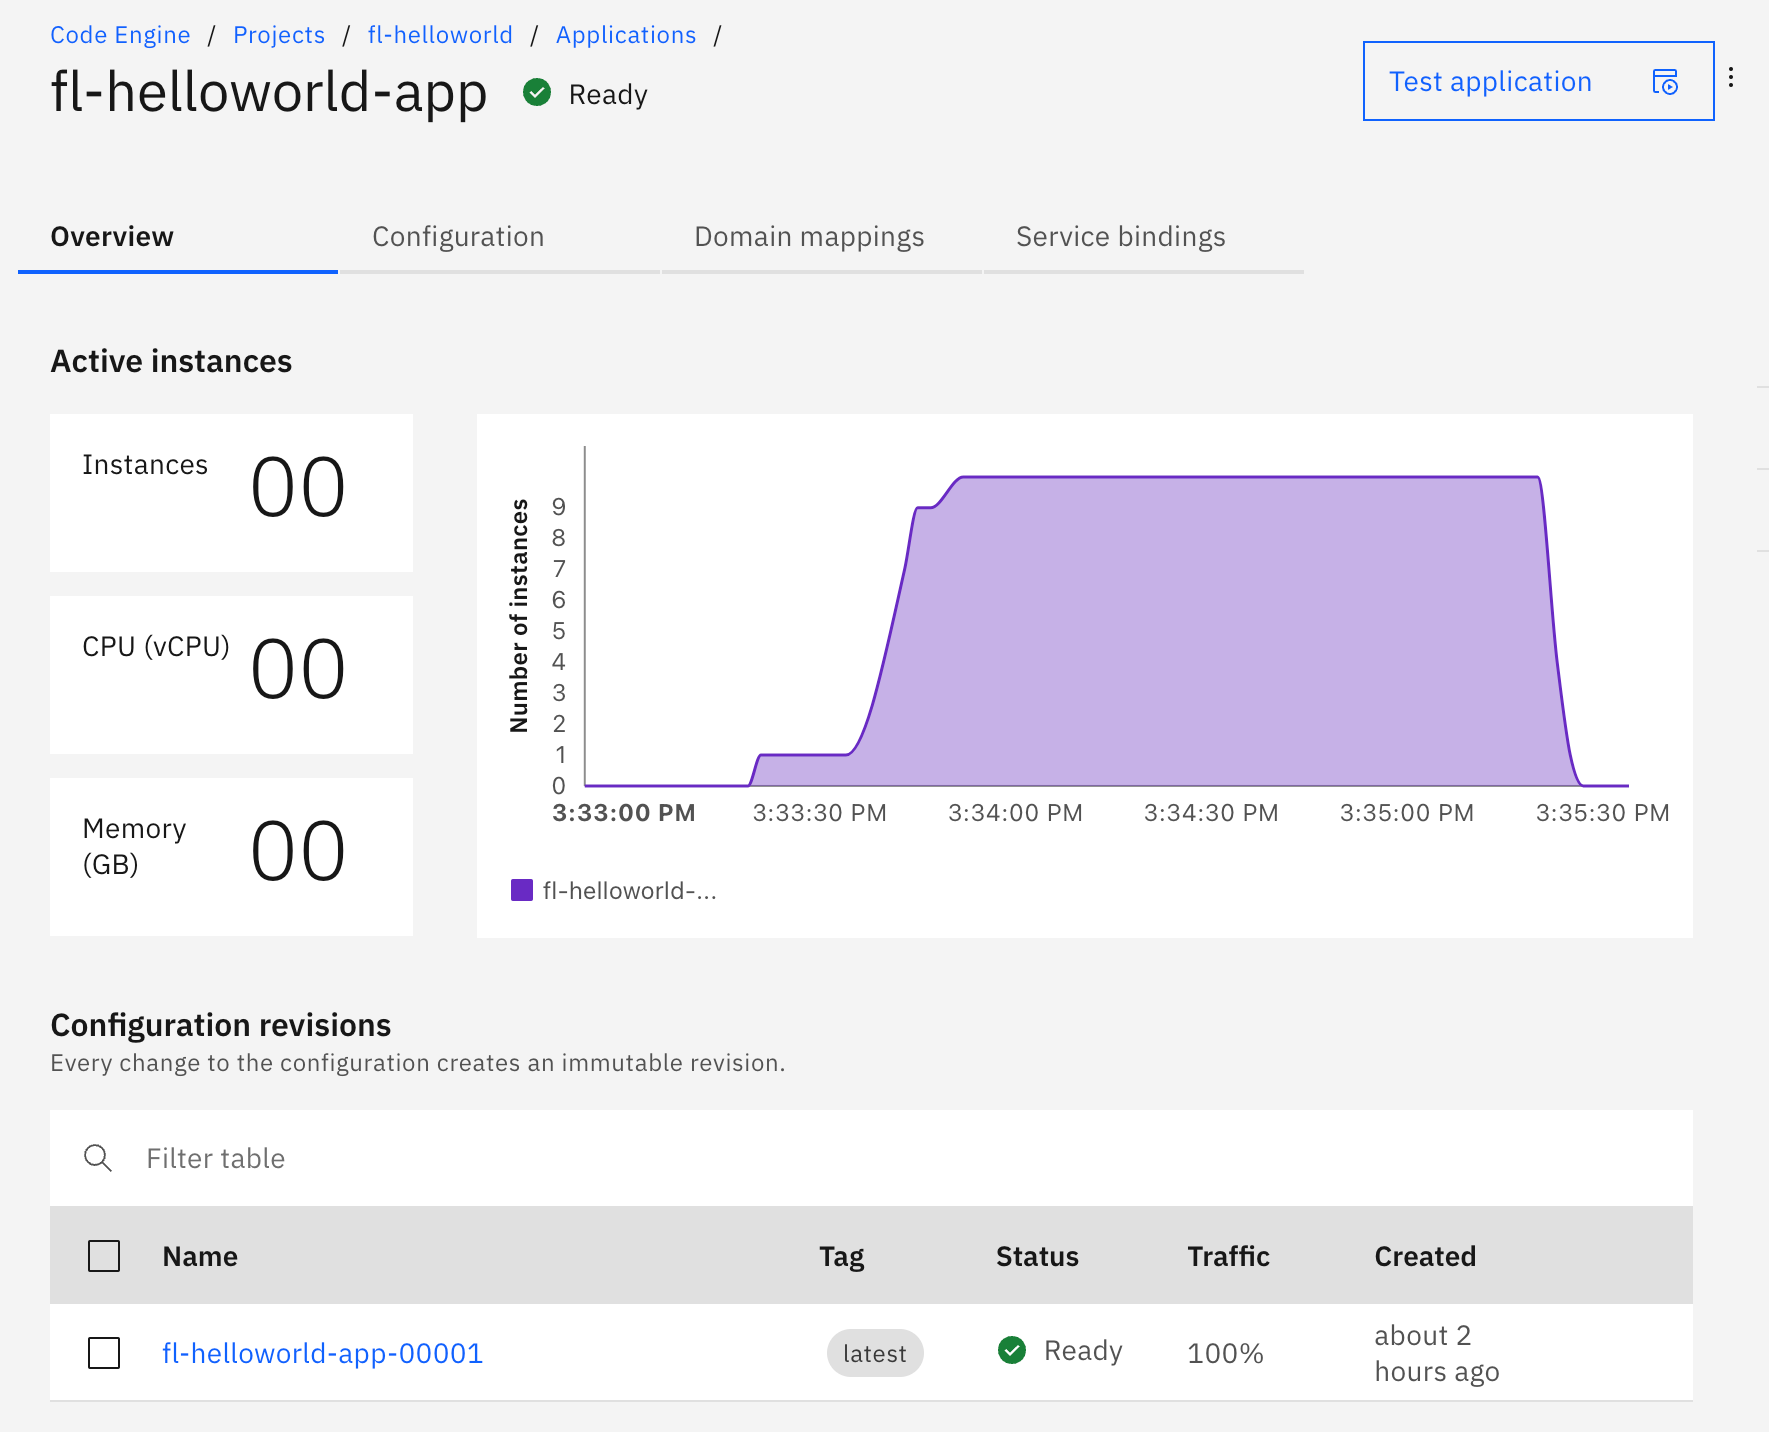 Code Engine / Projects / fl-helloworld / Applications /
fl-helloworld-app Ready
Test application
Overview Configuration Domain mappings Service bindings
Active instances
Instances 00
CPU (vCPU) 00
Memory (GB) 00
Number of instances
9
8
7
6
5
4
3
2
1
0
3:33:00 PM 3:33:30 PM 3:34:00 PM 3:34:30 PM 3:35:00 PM 3:35:30 PM
fl-helloworld-...
Configuration revisions
Every change to the configuration creates an immutable revision.
Filter table
Name Tag Status Traffic Created
fl-helloworld-app-00001 latest Ready 100% about 2 hours ago